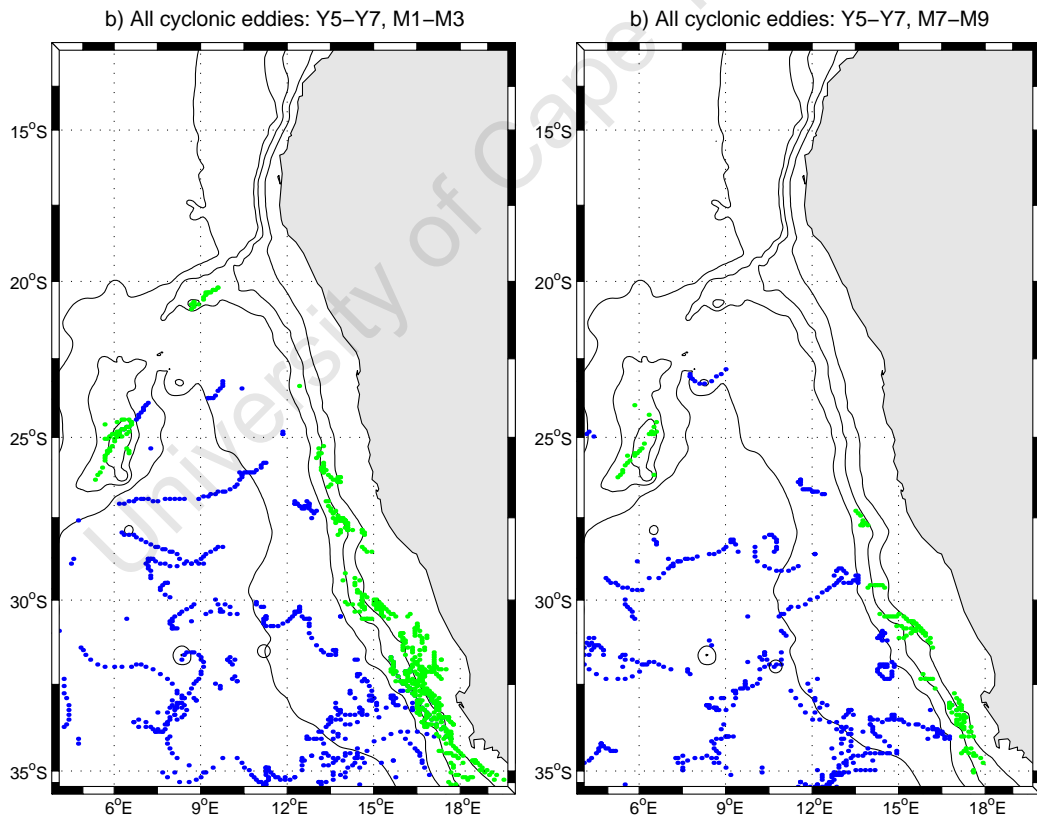 b) All cyclonic eddies: Y5−Y7, M1−M3
b) All cyclonic eddies: Y5−Y7, M7−M9
15°S
20°S
25°S
30°S
35°S
6°E 9°E 12°E 15°E 18°E
15°S
20°S
25°S
30°S
35°S
6°E 9°E 12°E 15°E 18°E
University of Cape